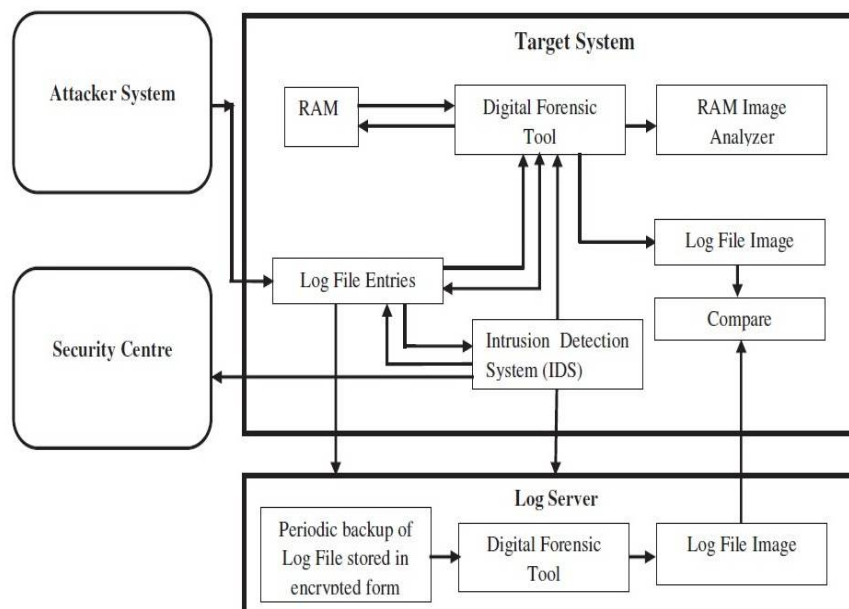 Target System
Attacker System
RAM
Digital Forensic
Tool
RAM Image
Analyzer
Log File Image
Log File Entries
Compare
Security Centre
Intrusion Detection
System (IDS)
Log Server
Periodic backup of
Log File stored in
encrypted form
Digital Forensic
Tool
Log File Image